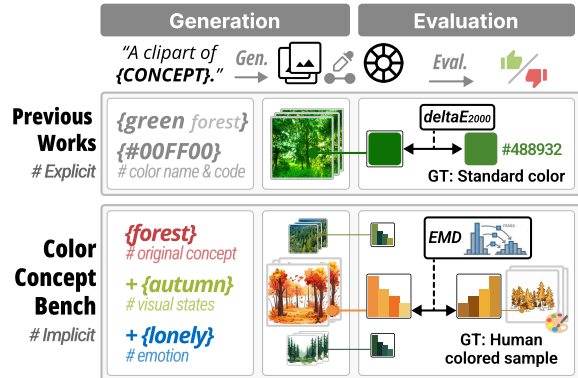 Generation
Evaluation
“A clipart of
{CONCEPT}.”
Gen.
Eval.
Previous
Works
# Explicit
{green forest}
{#00FF00}
# color name & code
deltaE2000
#488932
GT: Standard color
Color
Concept
Bench
# Implicit
{forest}
# original concept
+ {autumn}
# visual states
+ {lonely}
# emotion
EMD
GT: Human
colored sample